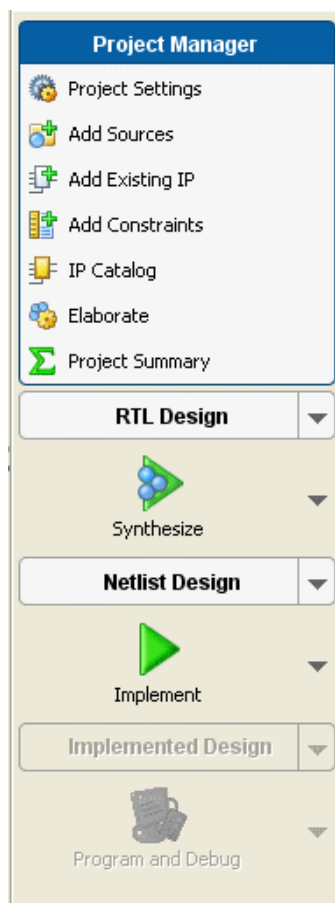 Project Manager
Project Settings
Add Sources
Add Existing IP
Add Constraints
IP Catalog
Elaborate
Project Summary
RTL Design
Synthesize
Netlist Design
Implement
Implemented Design
Program and Debug